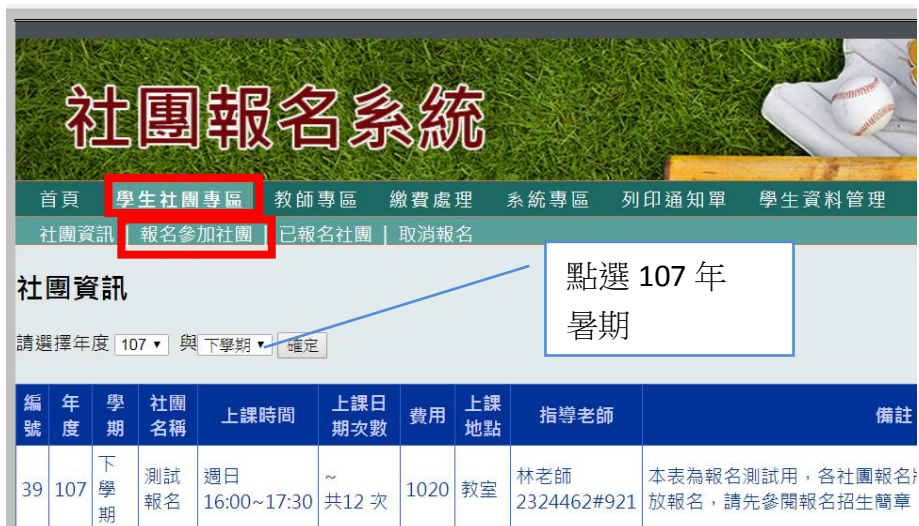 社團報名系統
首頁 學生社團專區 教師專區 繳費處理 系統專區 列印通知單 學生資料管理
社團資訊 | 報名參加社團 | 已報名社團 | 取消報名
點選 107 年
暑期
社團資訊
請選擇年度 107 與 下學期 確定
編號 年度 學期 社團名稱 上課時間 上課日期次數 費用 上課地點 指導老師 備註
39 107 下學期 測試報名 週日 16:00~17:30 ~ 共12 次 1020 教室 林老師 2324462#921 本表為報名測試用，各社團報名 放報名，請先參閱報名招生簡章